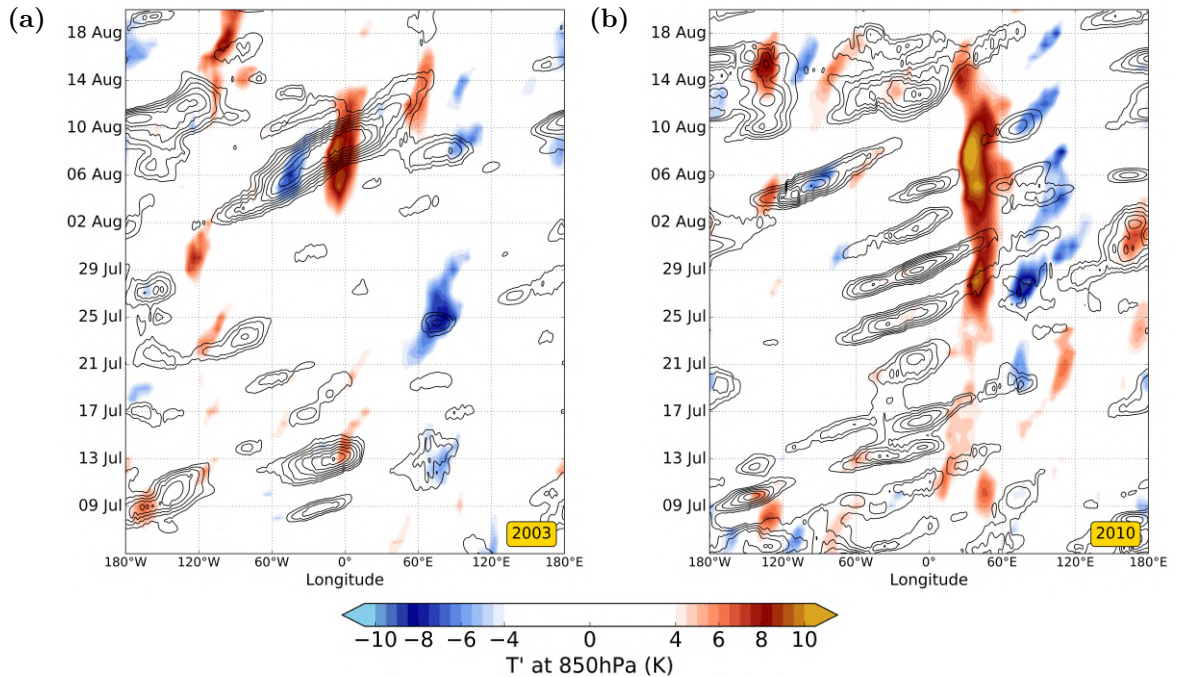 (a)
18 Aug
14 Aug
10 Aug
06 Aug
02 Aug
29 Jul
25 Jul
21 Jul
17 Jul
13 Jul
09 Jul
2003
180°W 120°W 60°W 0° 60°E 120°E 180°E
Longitude
(b)
18 Aug
14 Aug
10 Aug
06 Aug
02 Aug
29 Jul
25 Jul
21 Jul
17 Jul
13 Jul
09 Jul
2010
180°W 120°W 60°W 0° 60°E 120°E 180°E
Longitude
−10 −8 −6 −4 0 4 6 8 10
T' at 850hPa (K)